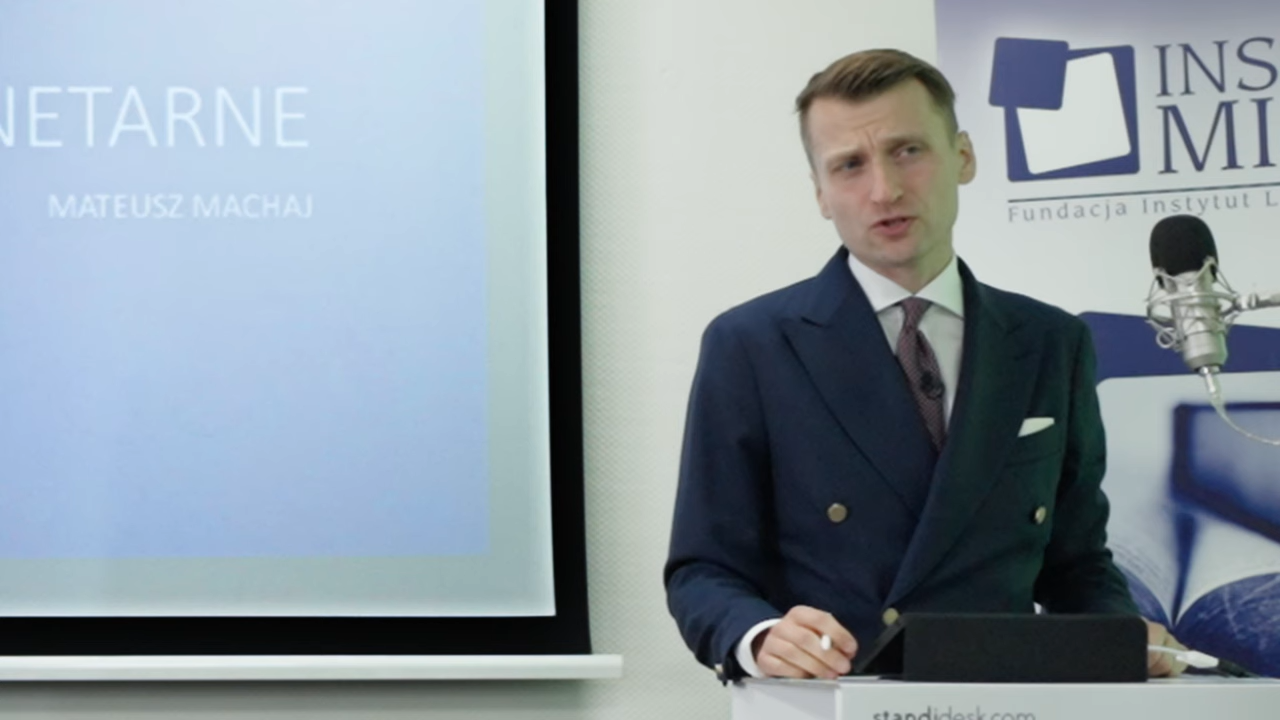 NETARNE
MATEUSZ MACHAJ
INS
MI
Fundacja Instytut L
standidesk.com